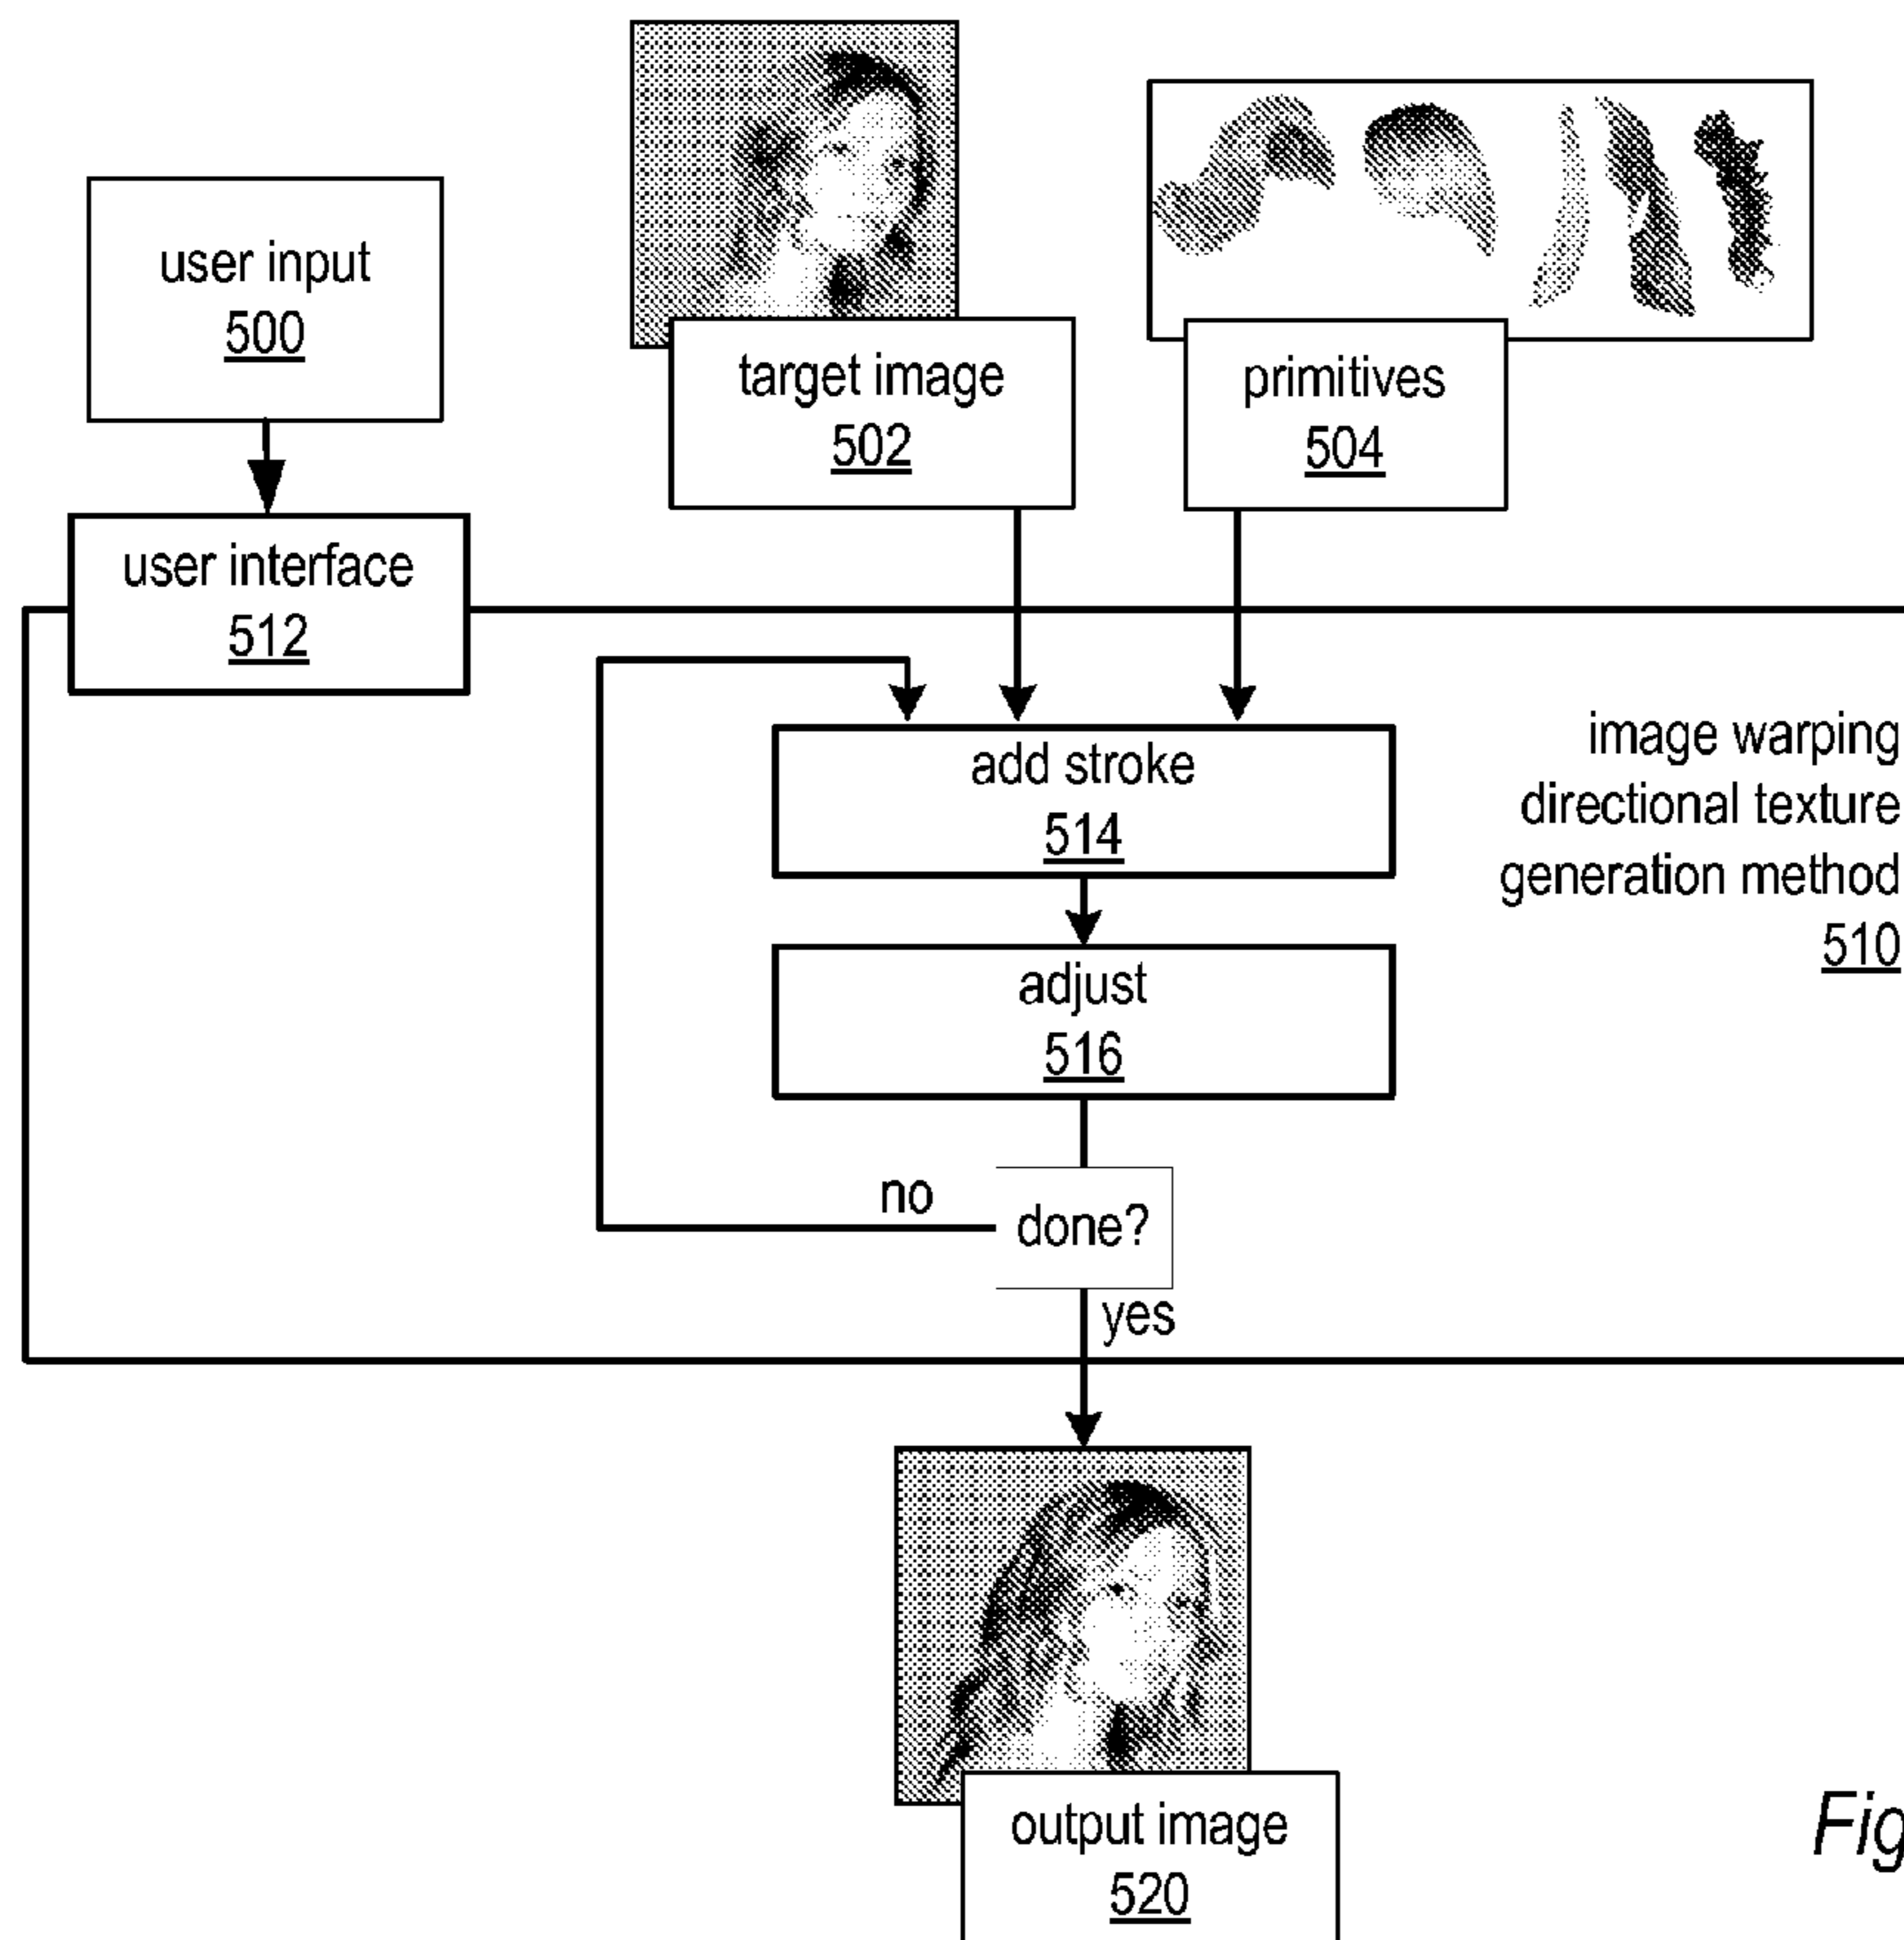 user input
500
target image
502
primitives
504
user interface
512
add stroke
514
image warping
directional texture
generation method
510
adjust
516
no
done?
yes
output image
520
Fig